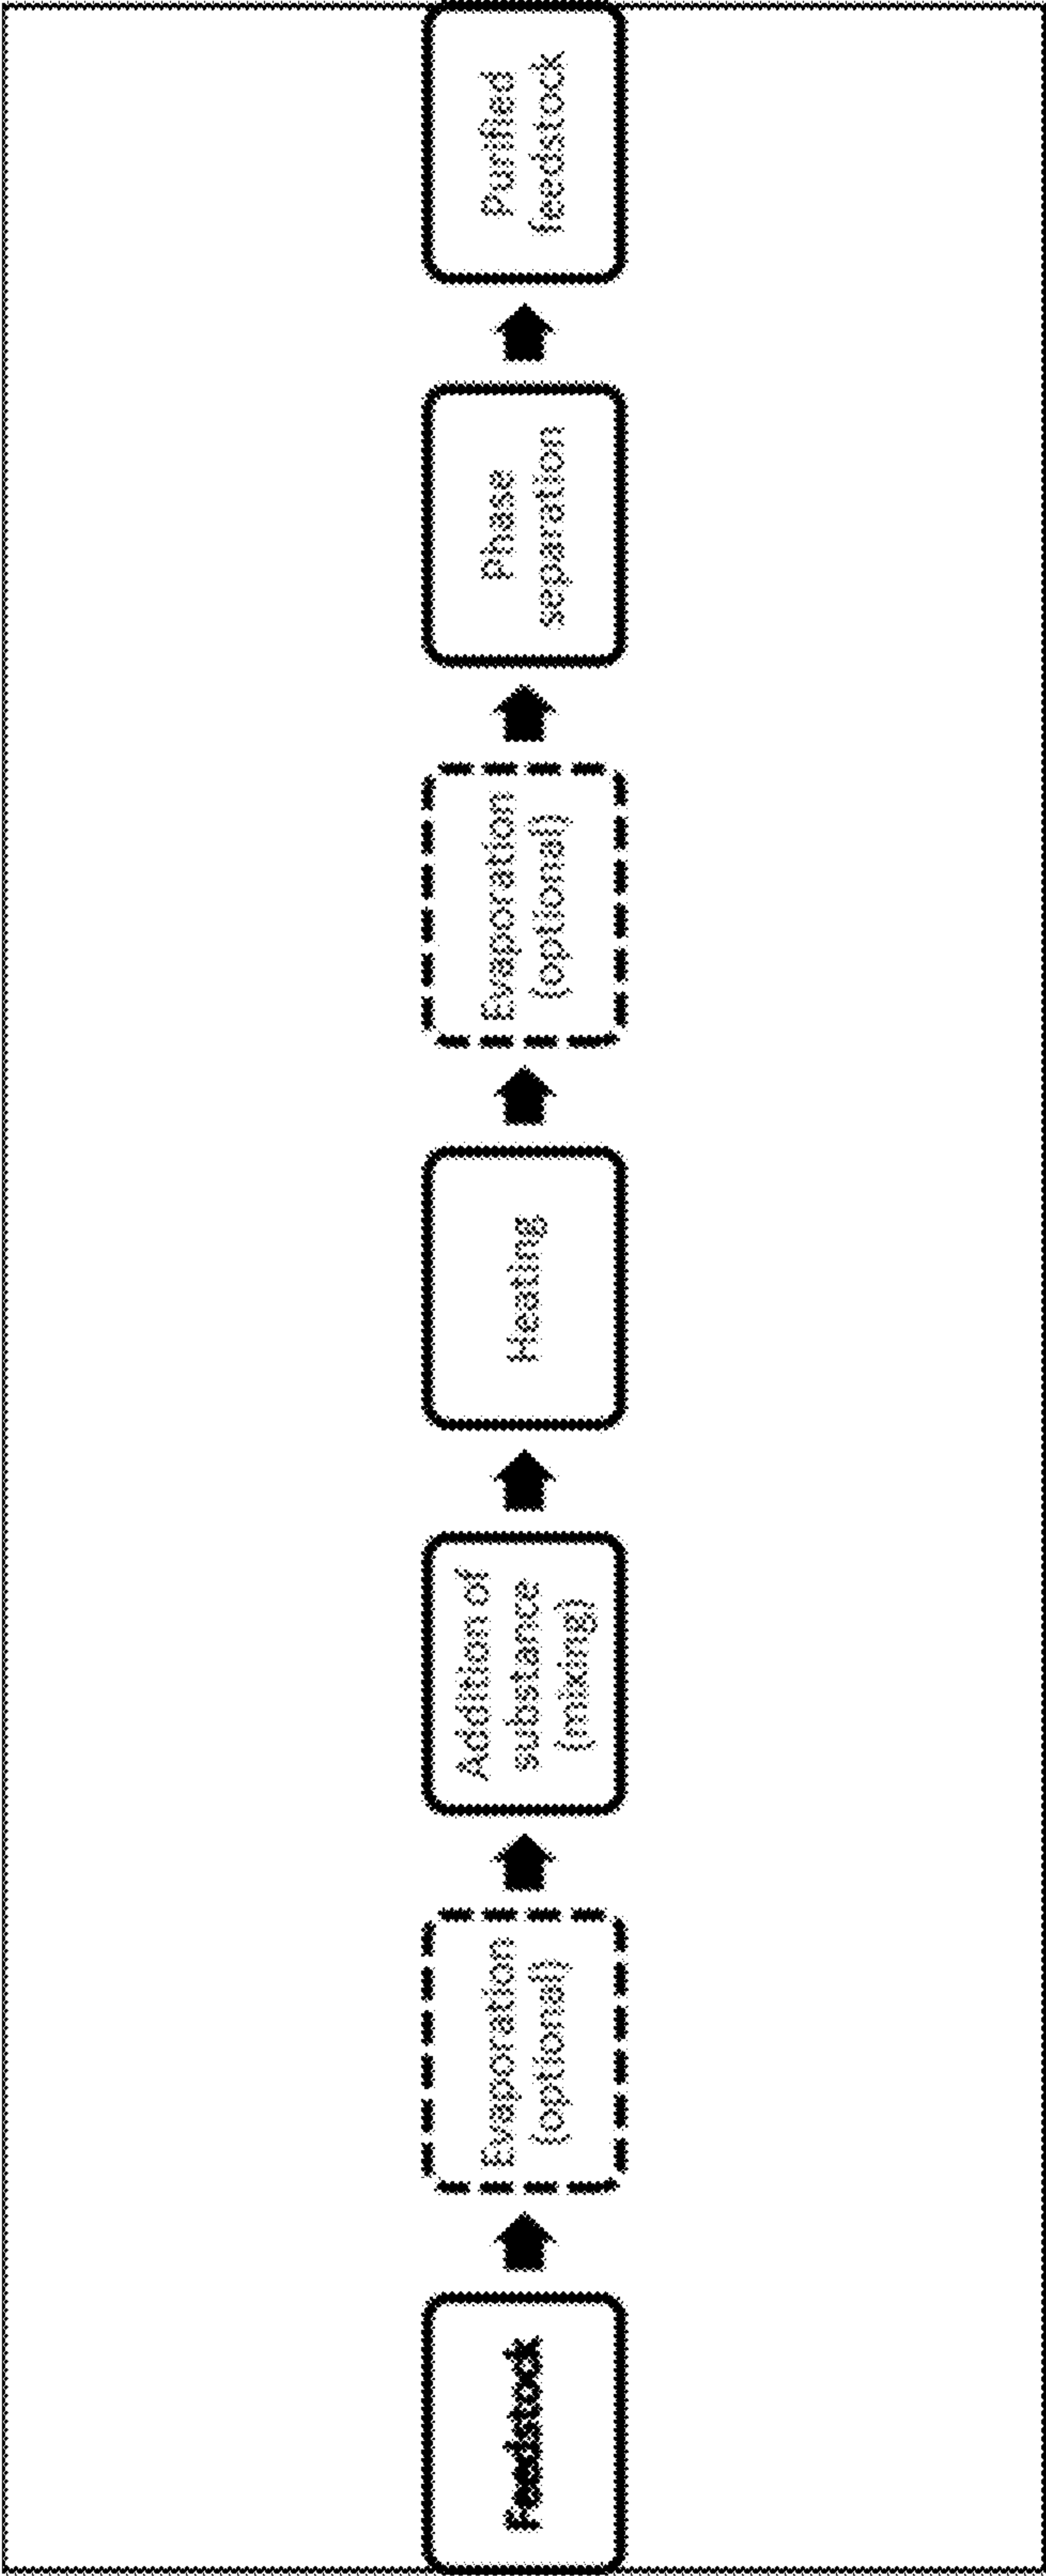 Feedstock
Evaporation
(optional)
Addition of
substance
(mixing)
Heating
Evaporation
(optional)
Phase
separation
Purified
feedstock